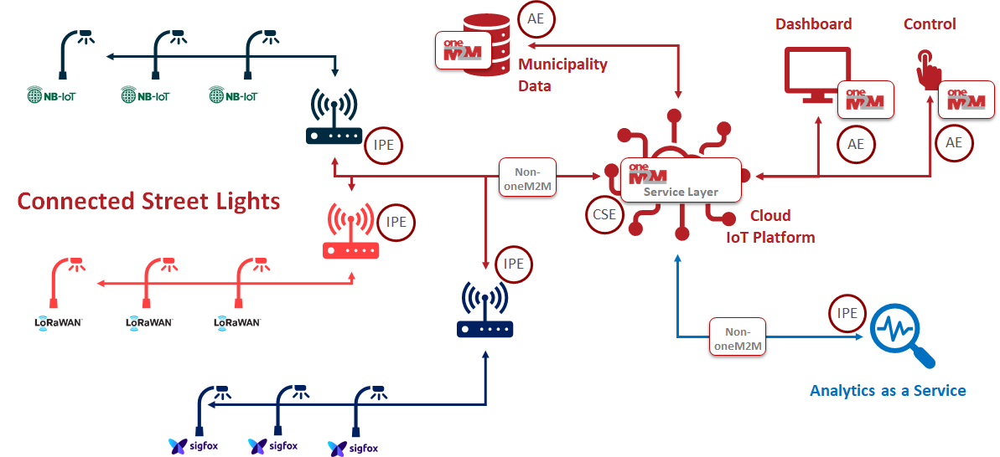 NB-IoT
NB-IoT
NB-IoT
IPE
Connected Street Lights
IPE
LoRaWAN
LoRaWAN
LoRaWAN
IPE
sigfox
sigfox
sigfox
Non-
oneM2M
one
M2M
AE
Municipality
Data
Dashboard
one
M2M
AE
Control
one
M2M
AE
one
M2M
Service Layer
CSE
Cloud
IoT Platform
Non-
oneM2M
IPE
Analytics as a Service